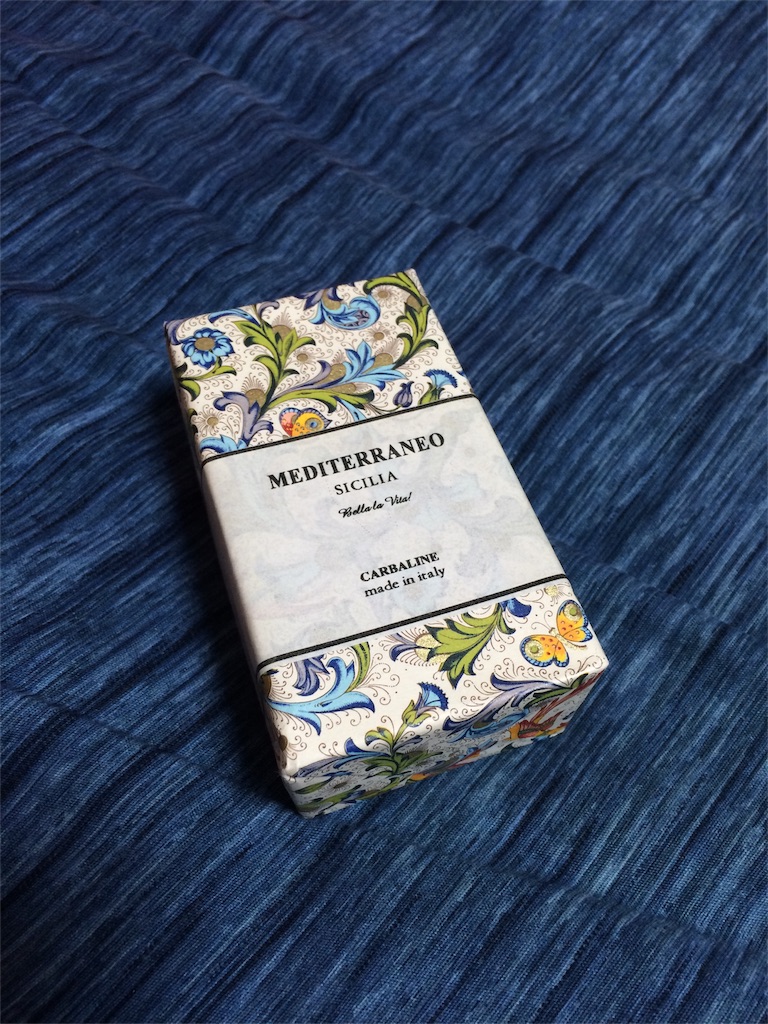 MEDITERRANEO
SICILIA
Bella la Vita!
CARBALINE
made in italy